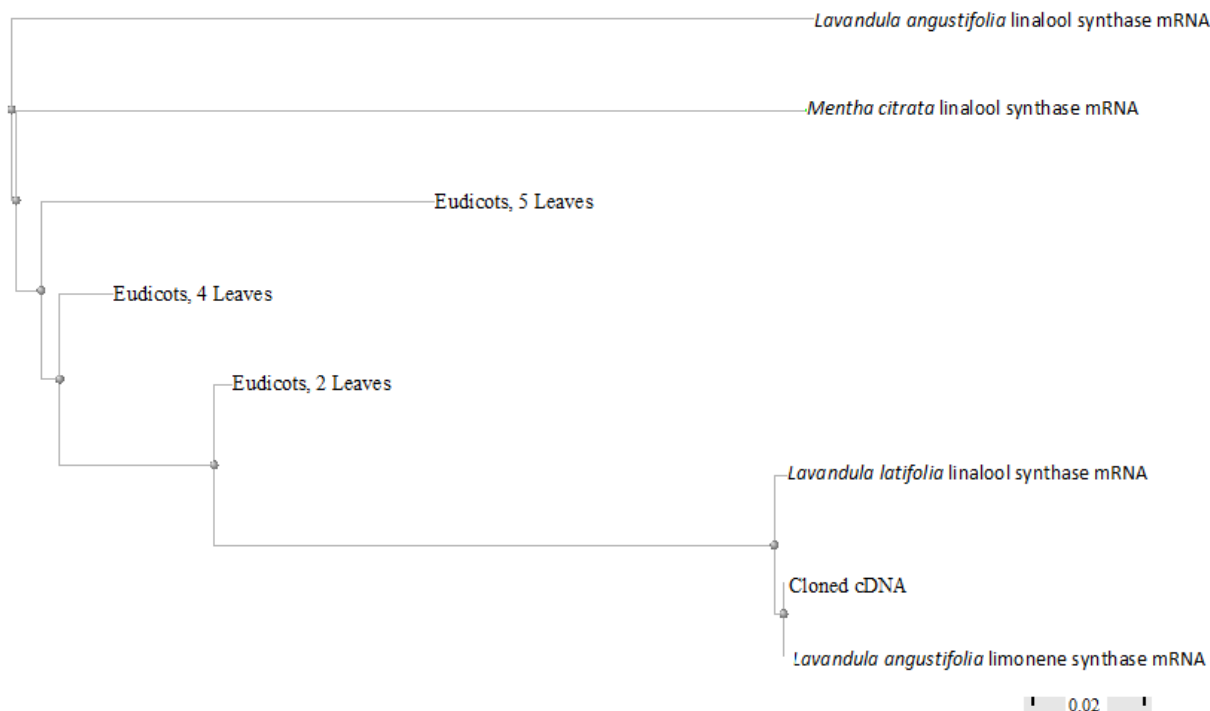 Lavandula angustifolia linalool synthase mRNA
Mentha citrata linalool synthase mRNA
Eudicots, 5 Leaves
Eudicots, 4 Leaves
Eudicots, 2 Leaves
Lavandula latifolia linalool synthase mRNA
Cloned cDNA
Lavandula angustifolia limonene synthase mRNA
0.02